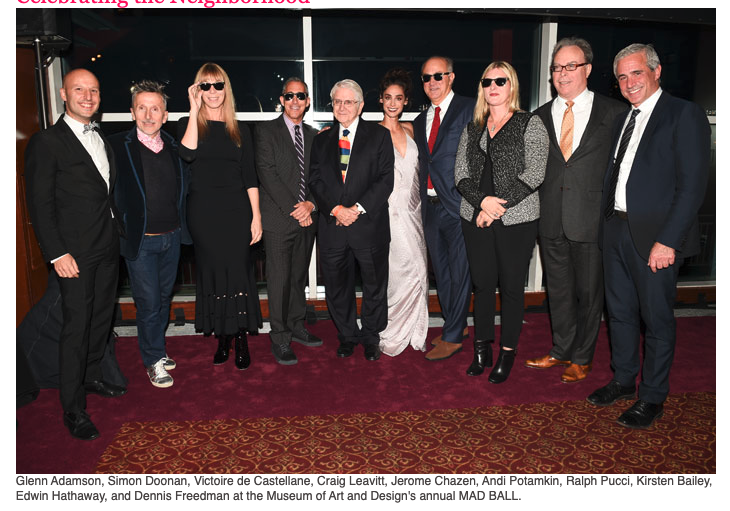 Celebrating the Neighborhood
Glenn Adamson, Simon Doonan, Victoire de Castellane, Craig Leavitt, Jerome Chazen, Andi Potamkin, Ralph Pucci, Kirsten Bailey,
Edwin Hathaway, and Dennis Freedman at the Museum of Art and Design's annual MAD BALL.